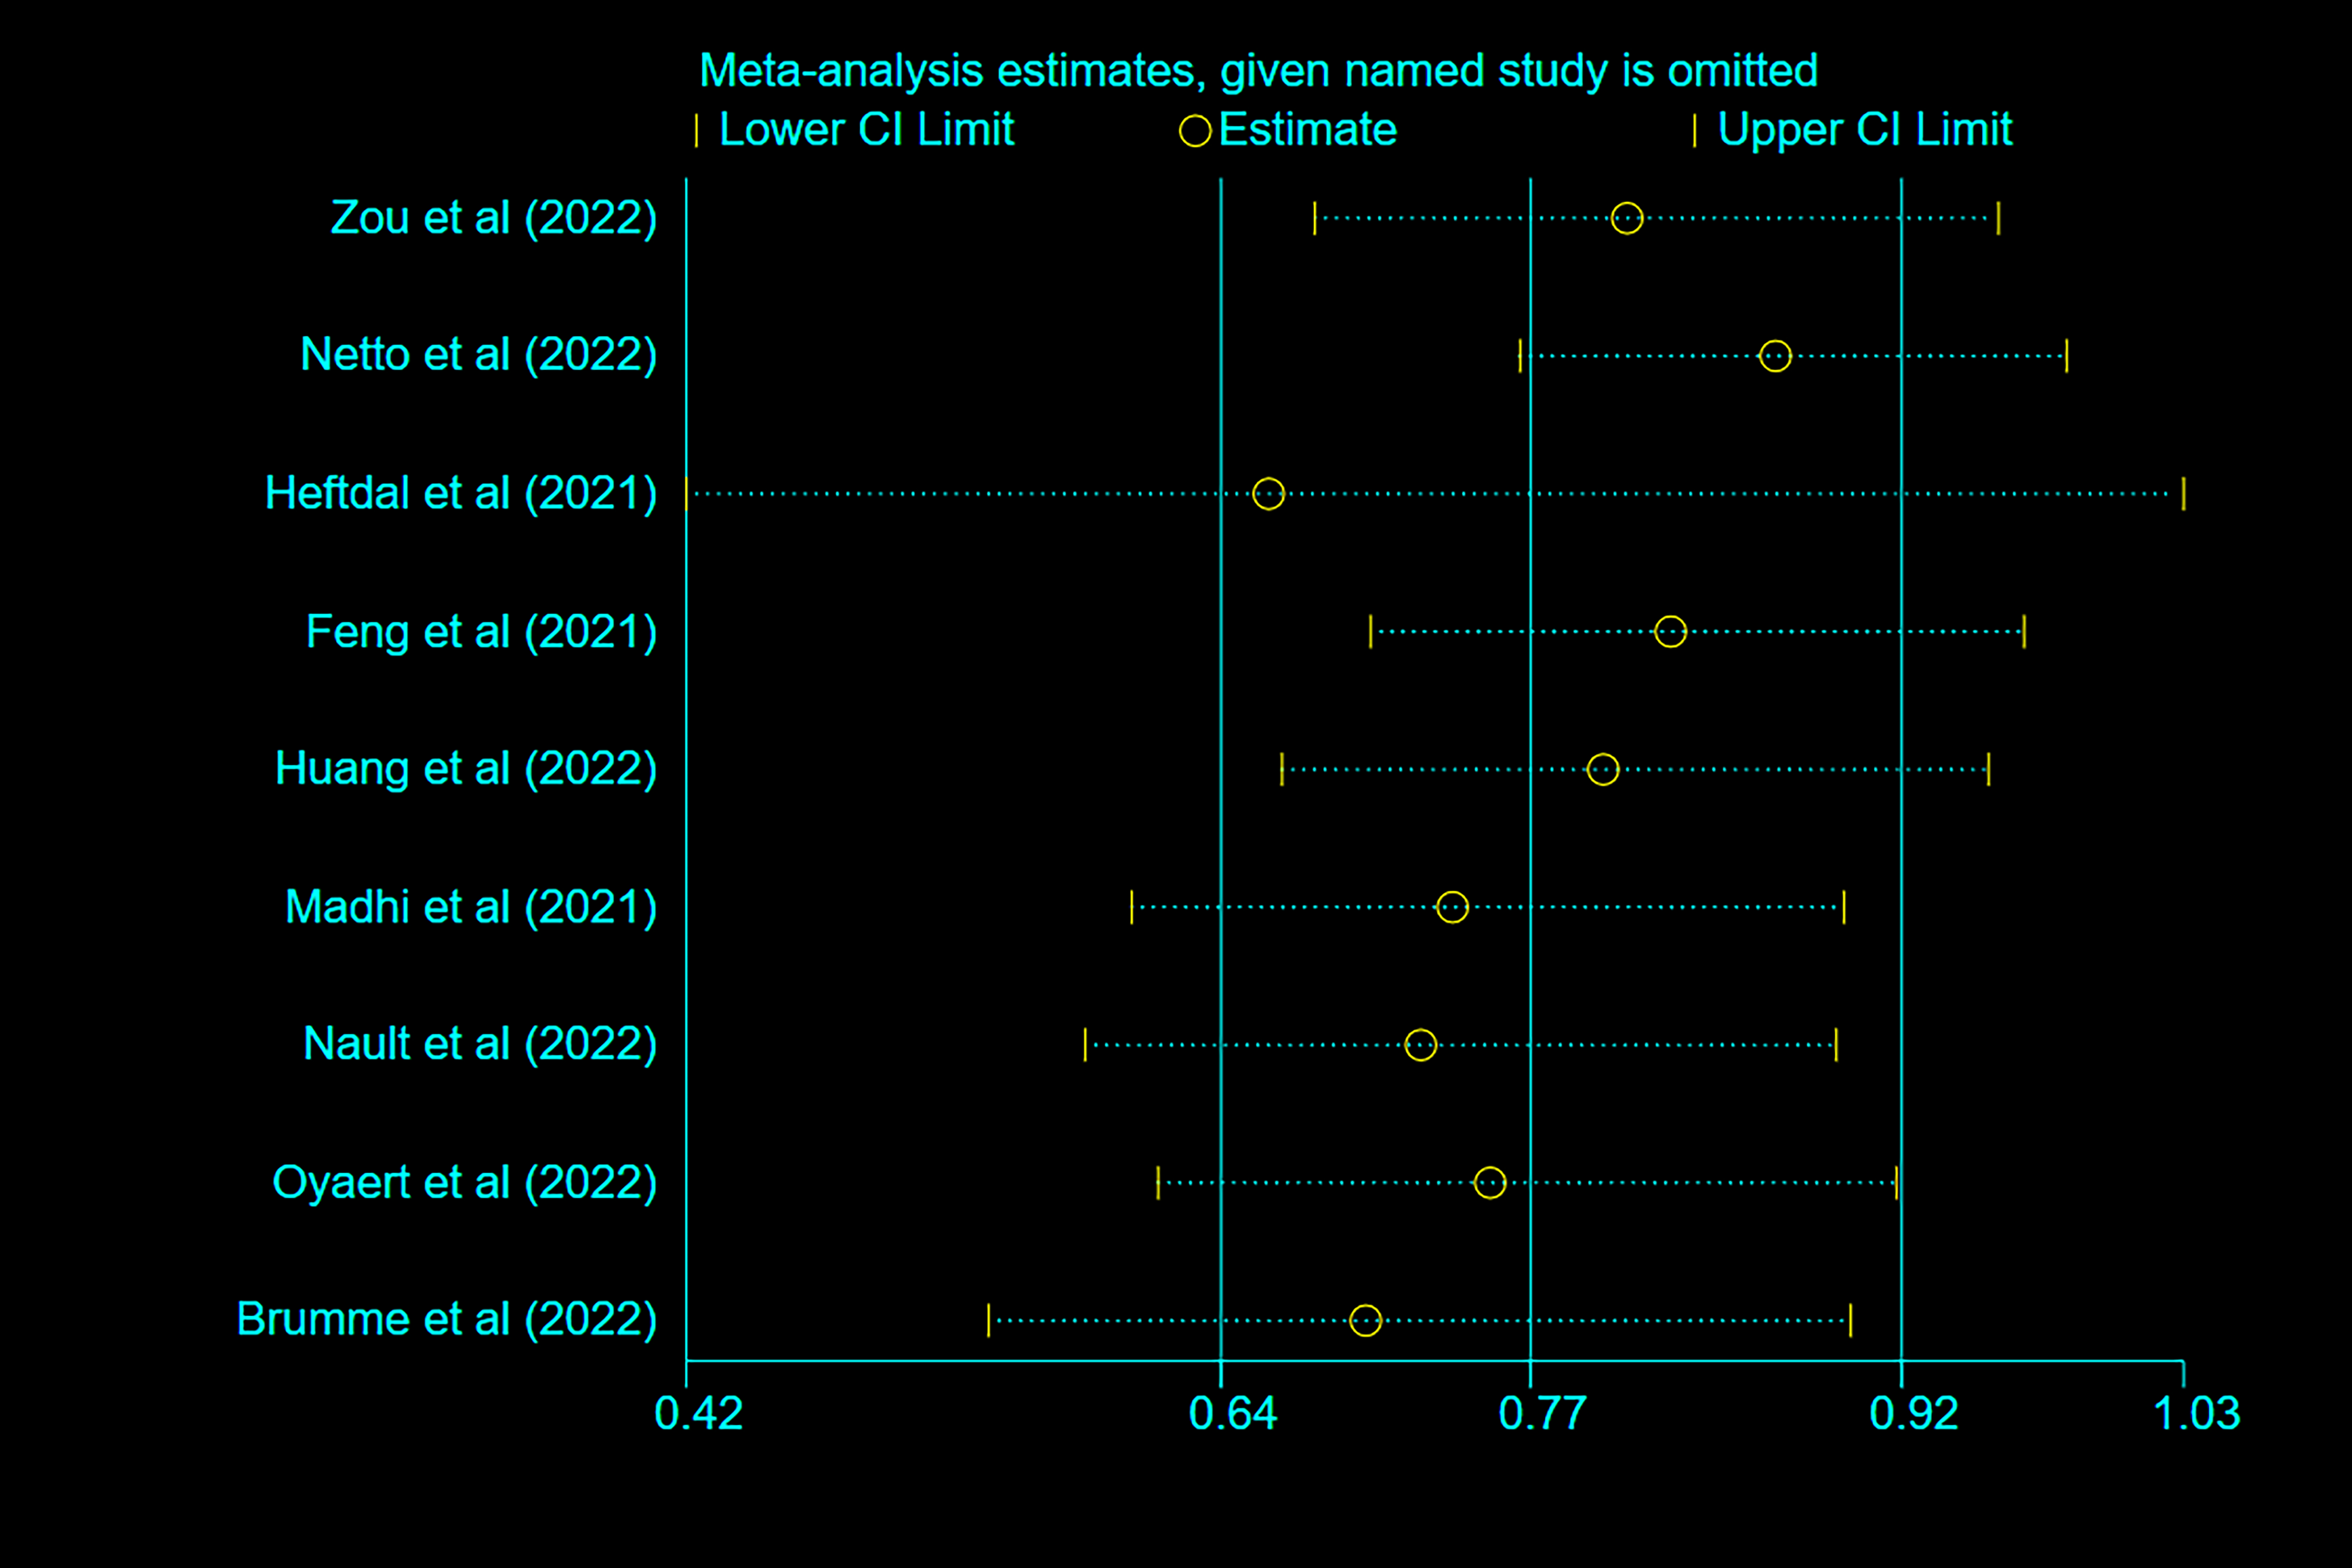 Meta-analysis estimates, given named study is omitted
Lower CI Limit Estimate Upper CI Limit
Zou et al (2022)
Netto et al (2022)
Heftdal et al (2021)
Feng et al (2021)
Huang et al (2022)
Madhi et al (2021)
Nault et al (2022)
Oyaert et al (2022)
Brumme et al (2022)
0.42 0.64 0.77 0.92 1.03